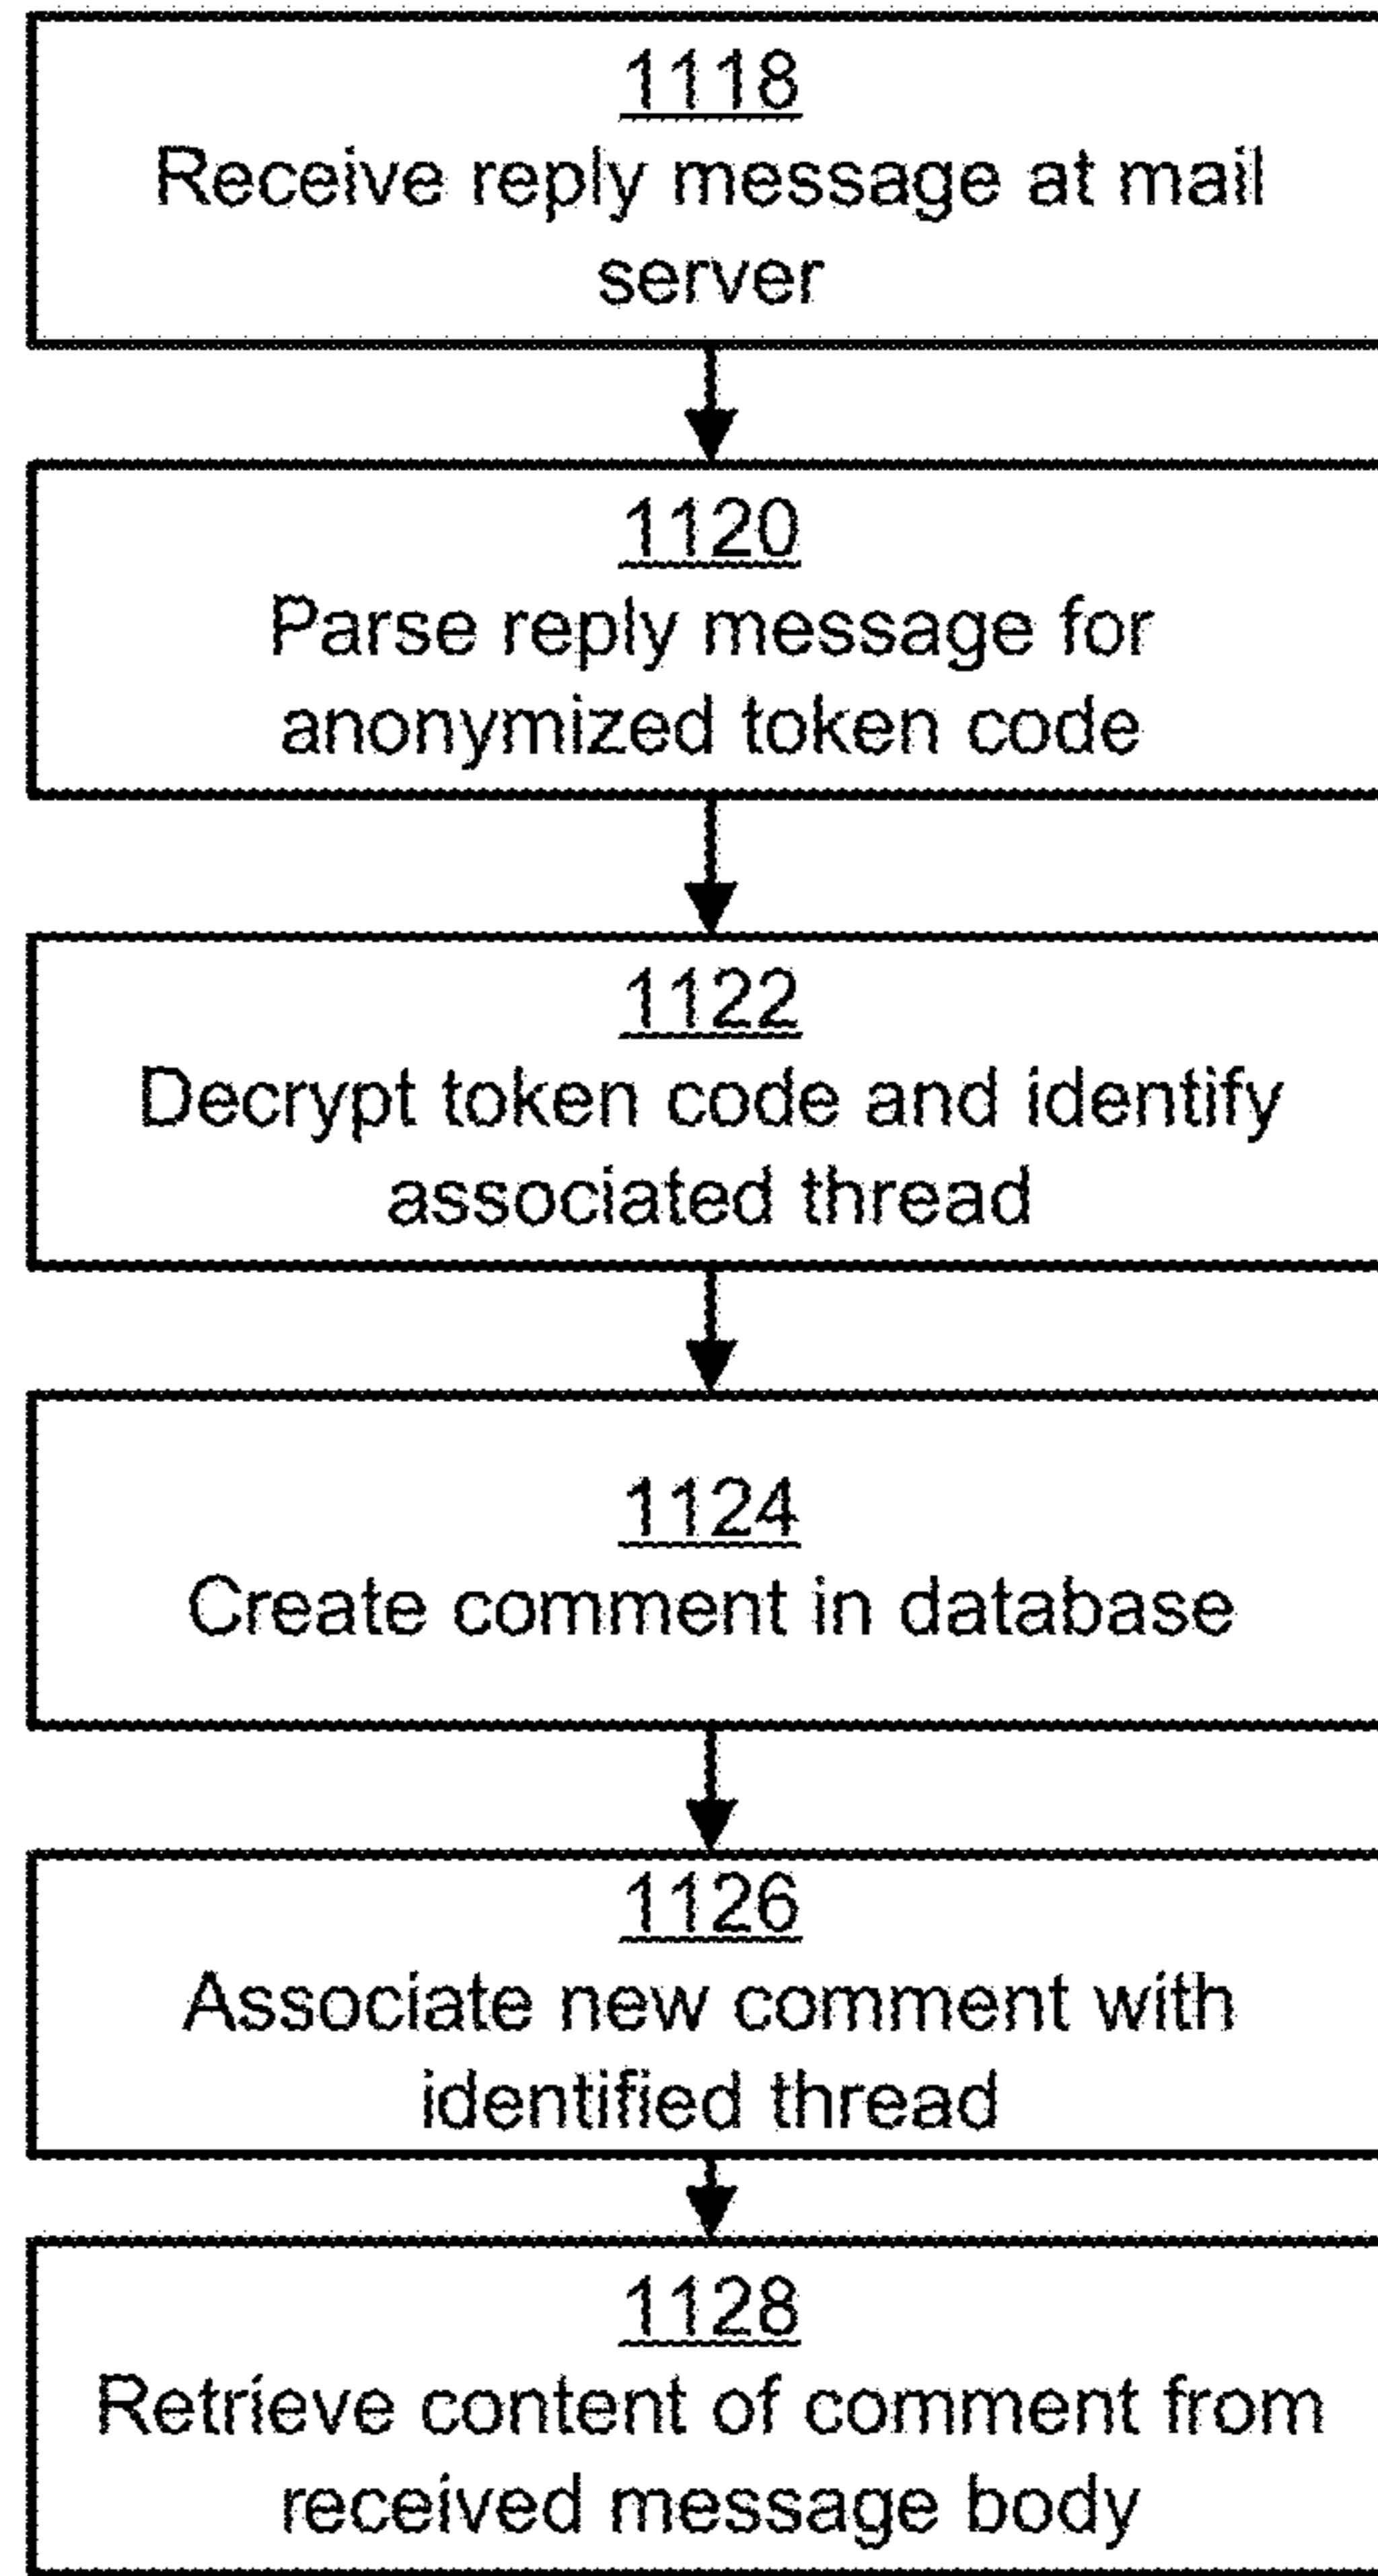 1118
Receive reply message at mail
server
1120
Parse reply message for
anonymized token code
1122
Decrypt token code and identify
associated thread
1124
Create comment in database
1126
Associate new comment with
identified thread
1128
Retrieve content of comment from
received message body